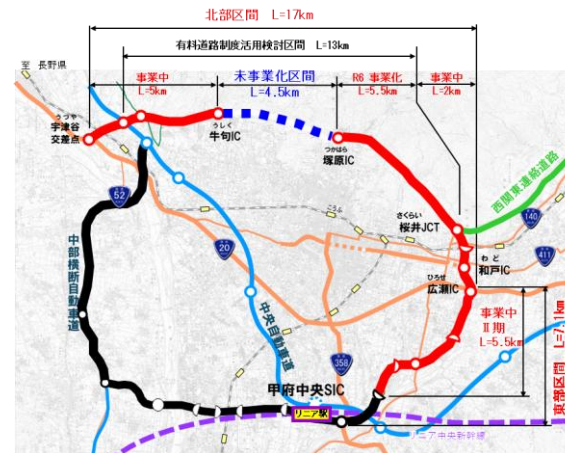 北部区間 L=17km
有料道路制度活用検討区間 L=13km
至 長野県
事業中
L=5km
未事業化区間
L=4.5km
R6 事業化
L=5.5km
事業中
L=2km
うつや
宇津谷
交差点
うしく
牛句IC
つかはら
塚原IC
西関東連絡道路
52
さくらい
桜井JCT
140
こうふ
20
わど
和戸IC
411
ひろせ
広瀬IC
中部横断自動車道
中央自動車道
事業中
Ⅱ期
L=5.5km
東部区間 L=7.1km
358
甲府中央SIC
リニア駅
リニア中央新幹線